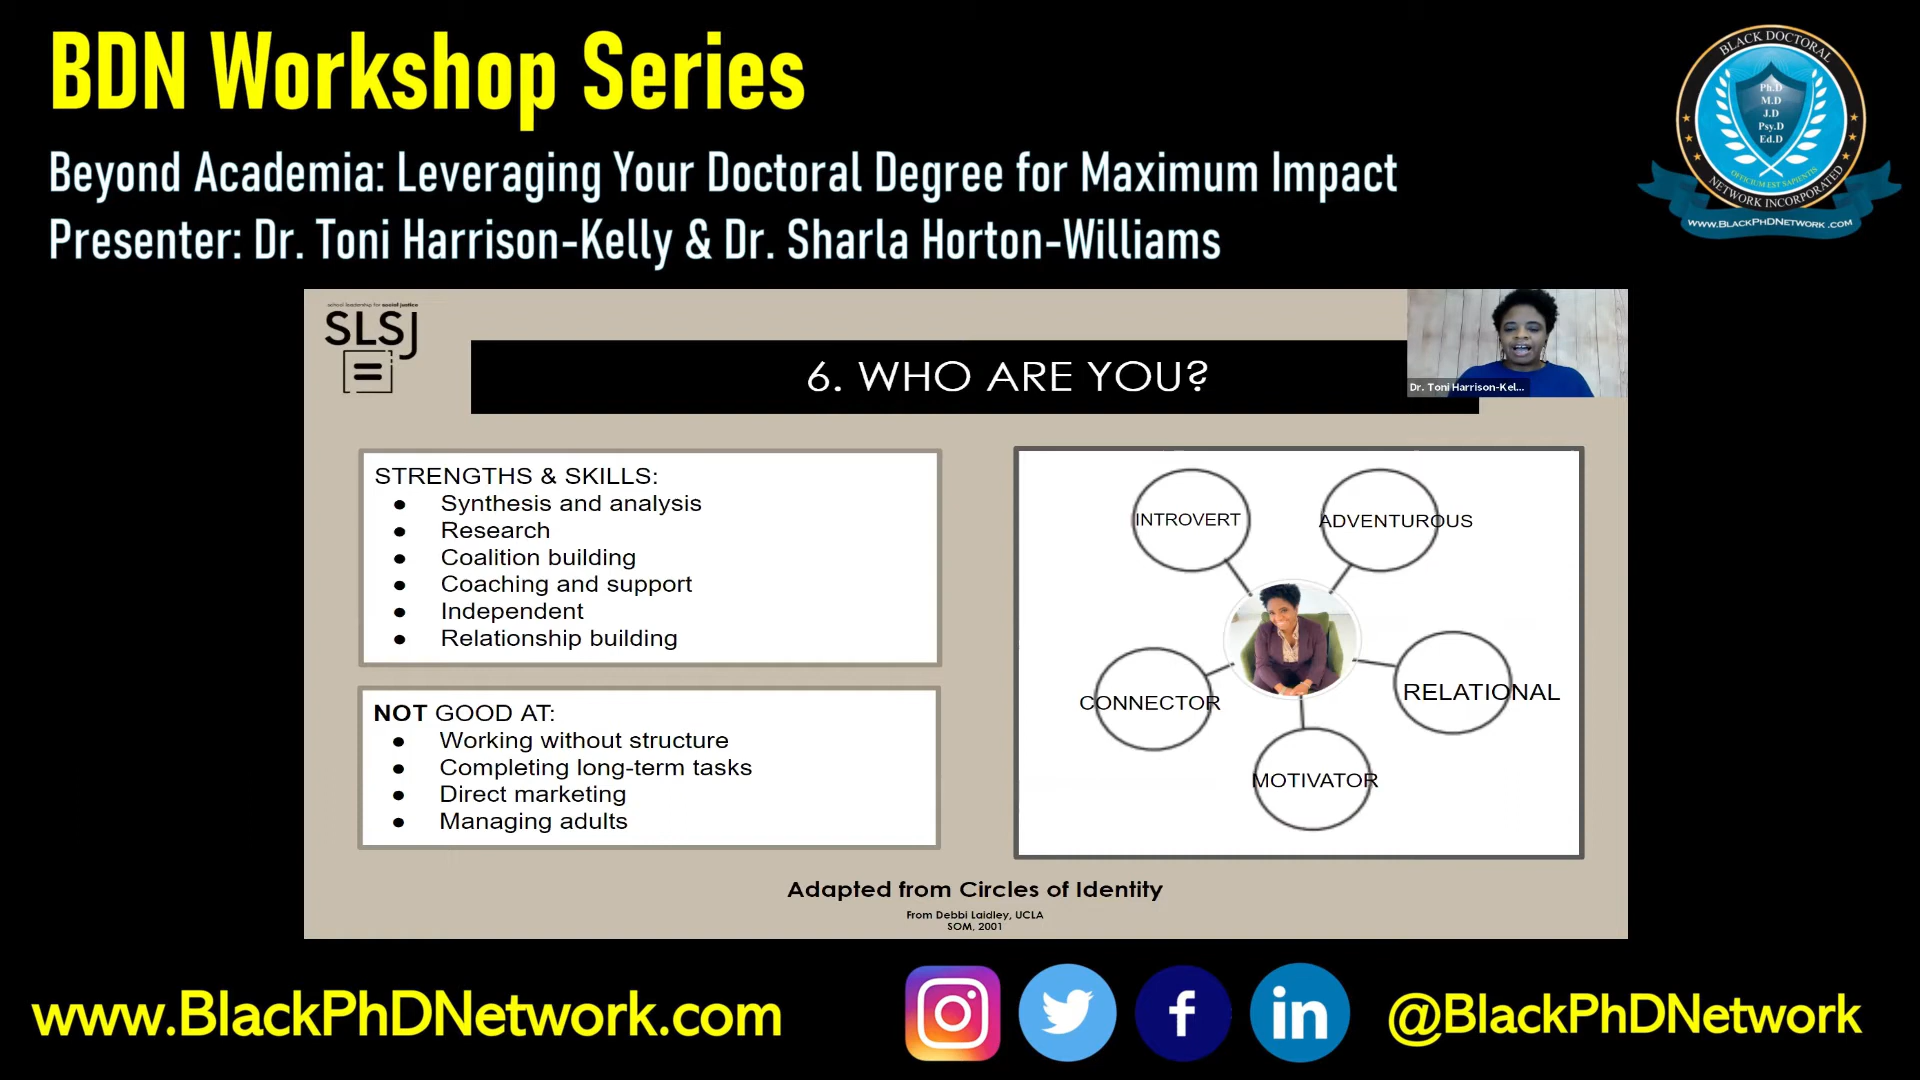 BDN Workshop Series
Beyond Academia: Leveraging Your Doctoral Degree for Maximum Impact
Presenter: Dr. Toni Harrison-Kelly & Dr. Sharla Horton-Williams
BLACK DOCTORAL
Ph.D
M.D
J.D
Psy.D
Ed.D
OFFICIUM EST SAPIENTIS
NETWORK INCORPORATED
www.BlackPhDNetwork.com
school leadership for social justice
SLSJ
6. WHO ARE YOU?
Dr. Toni Harrison-Kel...
STRENGTHS & SKILLS:
● Synthesis and analysis
● Research
● Coalition building
● Coaching and support
● Independent
● Relationship building
NOT GOOD AT:
● Working without structure
● Completing long-term tasks
● Direct marketing
● Managing adults
INTROVERT
ADVENTUROUS
CONNECTOR
RELATIONAL
MOTIVATOR
Adapted from Circles of Identity
From Debbi Laidley, UCLA
SOM, 2001
www.BlackPhDNetwork.com
@BlackPhDNetwork